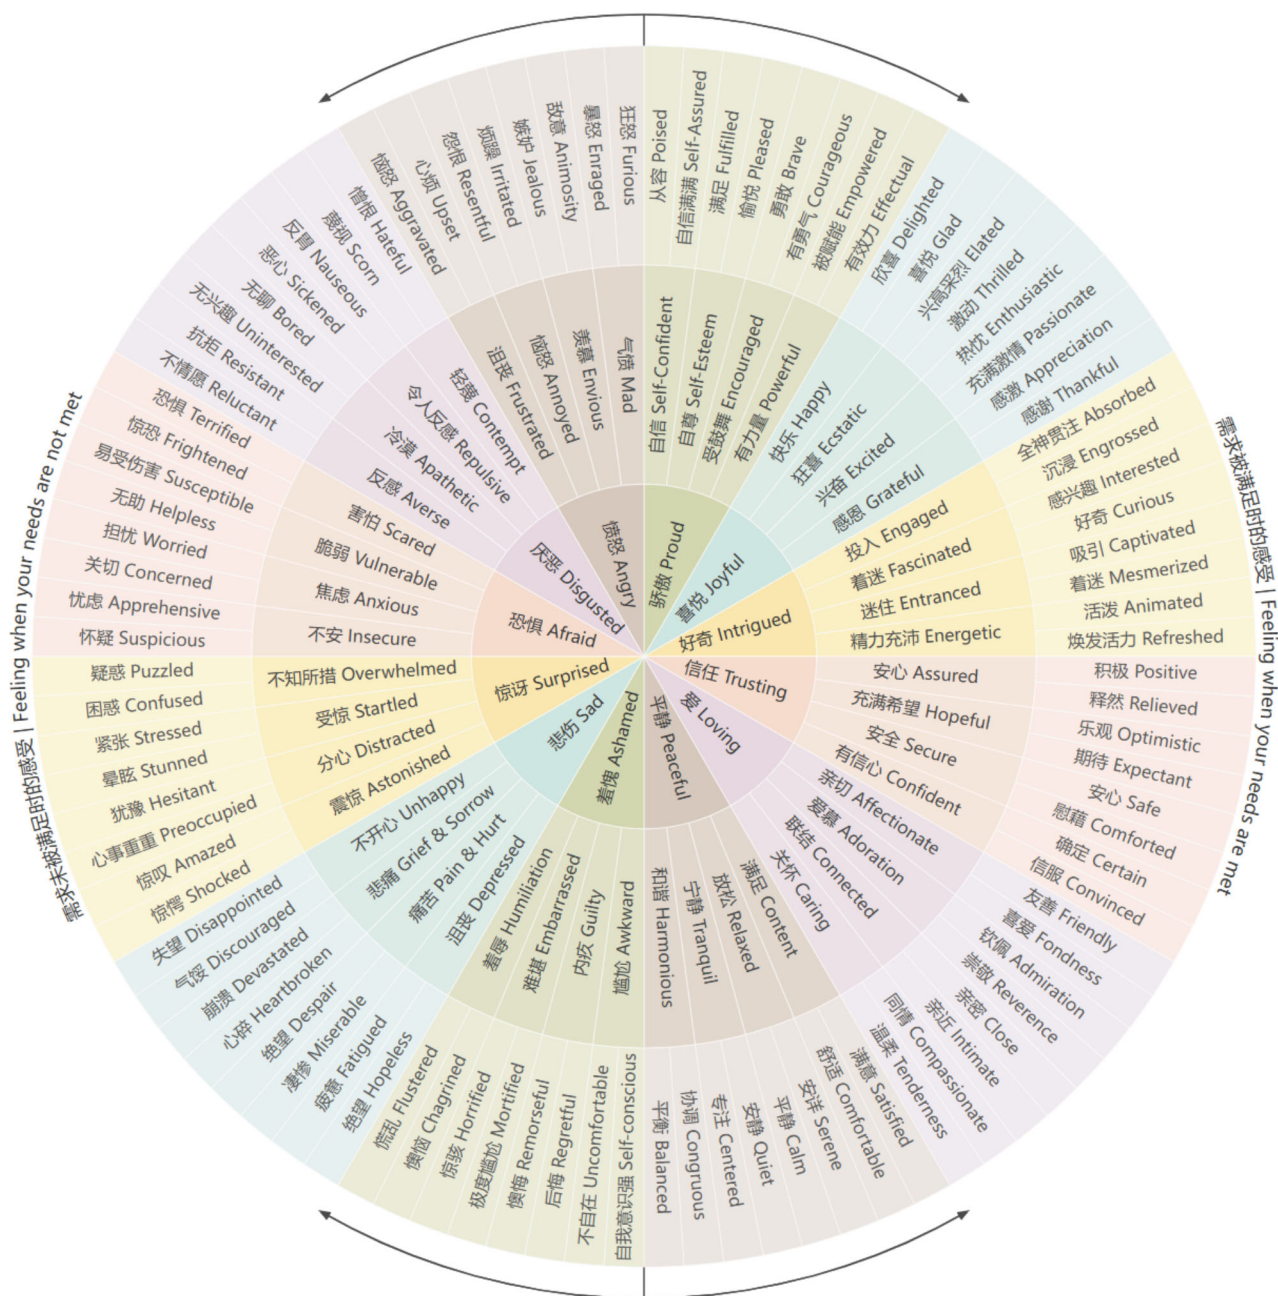 需求未被满足时的感受 | Feeling when your needs are not met
需求被满足时的感受 | Feeling when your needs are met
骄傲 Proud
自信 Self-Confident
自尊 Self-Esteem
受鼓舞 Encouraged
有力量 Powerful
从容 Poised
自信满满 Self-Assured
满足 Fulfilled
愉悦 Pleased
勇敢 Brave
有勇气 Courageous
被赋能 Empowered
有效力 Effectual
喜悦 Joyful
快乐 Happy
狂喜 Ecstatic
兴奋 Excited
感恩 Grateful
欣喜 Delighted
喜悦 Glad
兴高采烈 Elated
激动 Thrilled
热忱 Enthusiastic
充满激情 Passionate
感激 Appreciation
感谢 Thankful
好奇 Intrigued
投入 Engaged
着迷 Fascinated
迷住 Entranced
精力充沛 Energetic
全神贯注 Absorbed
沉浸 Engrossed
感兴趣 Interested
好奇 Curious
吸引 Captivated
着迷 Mesmerized
活泼 Animated
焕发活力 Refreshed
信任 Trusting
安心 Assured
充满希望 Hopeful
安全 Secure
有信心 Confident
积极 Positive
释然 Relieved
乐观 Optimistic
期待 Expectant
安心 Safe
慰藉 Comforted
确定 Certain
信服 Convinced
爱 Loving
亲切 Affectionate
爱慕 Adoration
联结 Connected
关怀 Caring
友善 Friendly
喜爱 Fondness
钦佩 Admiration
崇敬 Reverence
亲密 Close
亲近 Intimate
同情 Compassionate
温柔 Tenderness
平静 Peaceful
满足 Content
放松 Relaxed
宁静 Tranquil
和谐 Harmonious
满意 Satisfied
舒适 Comfortable
安详 Serene
平静 Calm
安静 Quiet
专注 Centered
协调 Congruous
平衡 Balanced
羞愧 Ashamed
尴尬 Awkward
内疚 Guilty
难堪 Embarrassed
羞辱 Humiliation
自我意识强 Self-conscious
不自在 Uncomfortable
后悔 Regretful
懊悔 Remorseful
极度尴尬 Mortified
惊骇 Horrified
懊恼 Chagrined
慌乱 Flustered
悲伤 Sad
沮丧 Depressed
痛苦 Pain & Hurt
悲痛 Grief & Sorrow
不开心 Unhappy
绝望 Hopeless
疲惫 Fatigued
凄惨 Miserable
绝望 Despair
心碎 Heartbroken
崩溃 Devastated
气馁 Discouraged
失望 Disappointed
惊讶 Surprised
震惊 Astonished
分心 Distracted
受惊 Startled
不知所措 Overwhelmed
惊愕 Shocked
惊叹 Amazed
心事重重 Preoccupied
犹豫 Hesitant
晕眩 Stunned
紧张 Stressed
困惑 Confused
疑惑 Puzzled
恐惧 Afraid
不安 Insecure
焦虑 Anxious
脆弱 Vulnerable
害怕 Scared
怀疑 Suspicious
忧虑 Apprehensive
关切 Concerned
担忧 Worried
无助 Helpless
易受伤害 Susceptible
惊恐 Frightened
恐惧 Terrified
厌恶 Disgusted
反感 Averse
冷漠 Apathetic
令人反感 Repulsive
轻蔑 Contempt
不情愿 Reluctant
抗拒 Resistant
无兴趣 Uninterested
无聊 Bored
恶心 Sickened
反胃 Nauseous
蔑视 Scorn
憎恨 Hateful
愤怒 Angry
沮丧 Frustrated
恼怒 Annoyed
羡慕 Envious
气愤 Mad
恼怒 Aggravated
心烦 Upset
怨恨 Resentful
烦躁 Irritated
嫉妒 Jealous
敌意 Animosity
暴怒 Enraged
狂怒 Furious